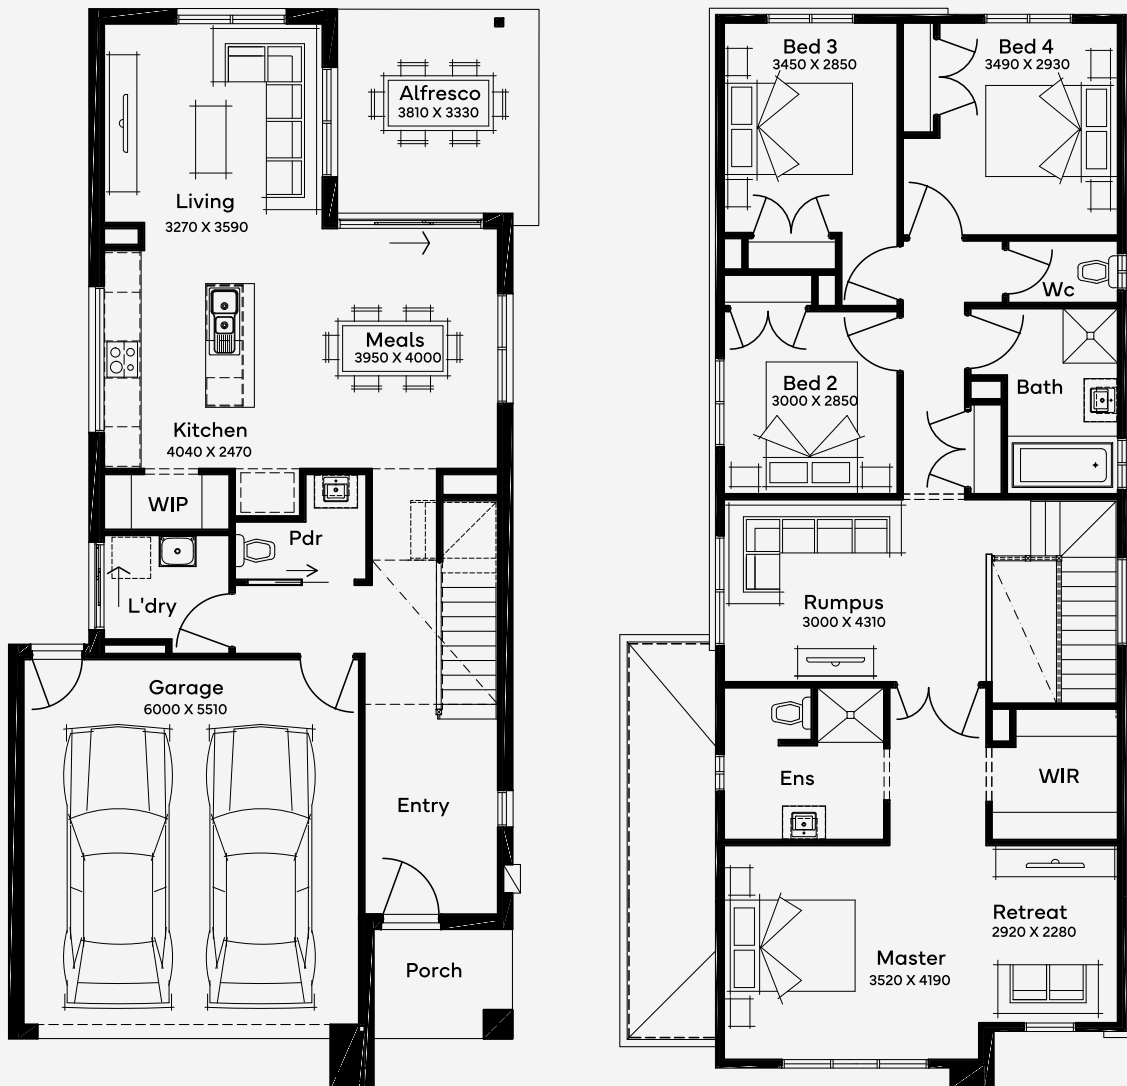 Alfresco
3810 X 3330
Living
3270 X 3590
Meals
3950 X 4000
Kitchen
4040 X 2470
WIP
Pdr
L'dry
Garage
6000 X 5510
Entry
Porch
Bed 3
3450 X 2850
Bed 4
3490 X 2930
Wc
Bed 2
3000 X 2850
Bath
Rumpus
3000 X 4310
Ens
WIR
Retreat
2920 X 2280
Master
3520 X 4190